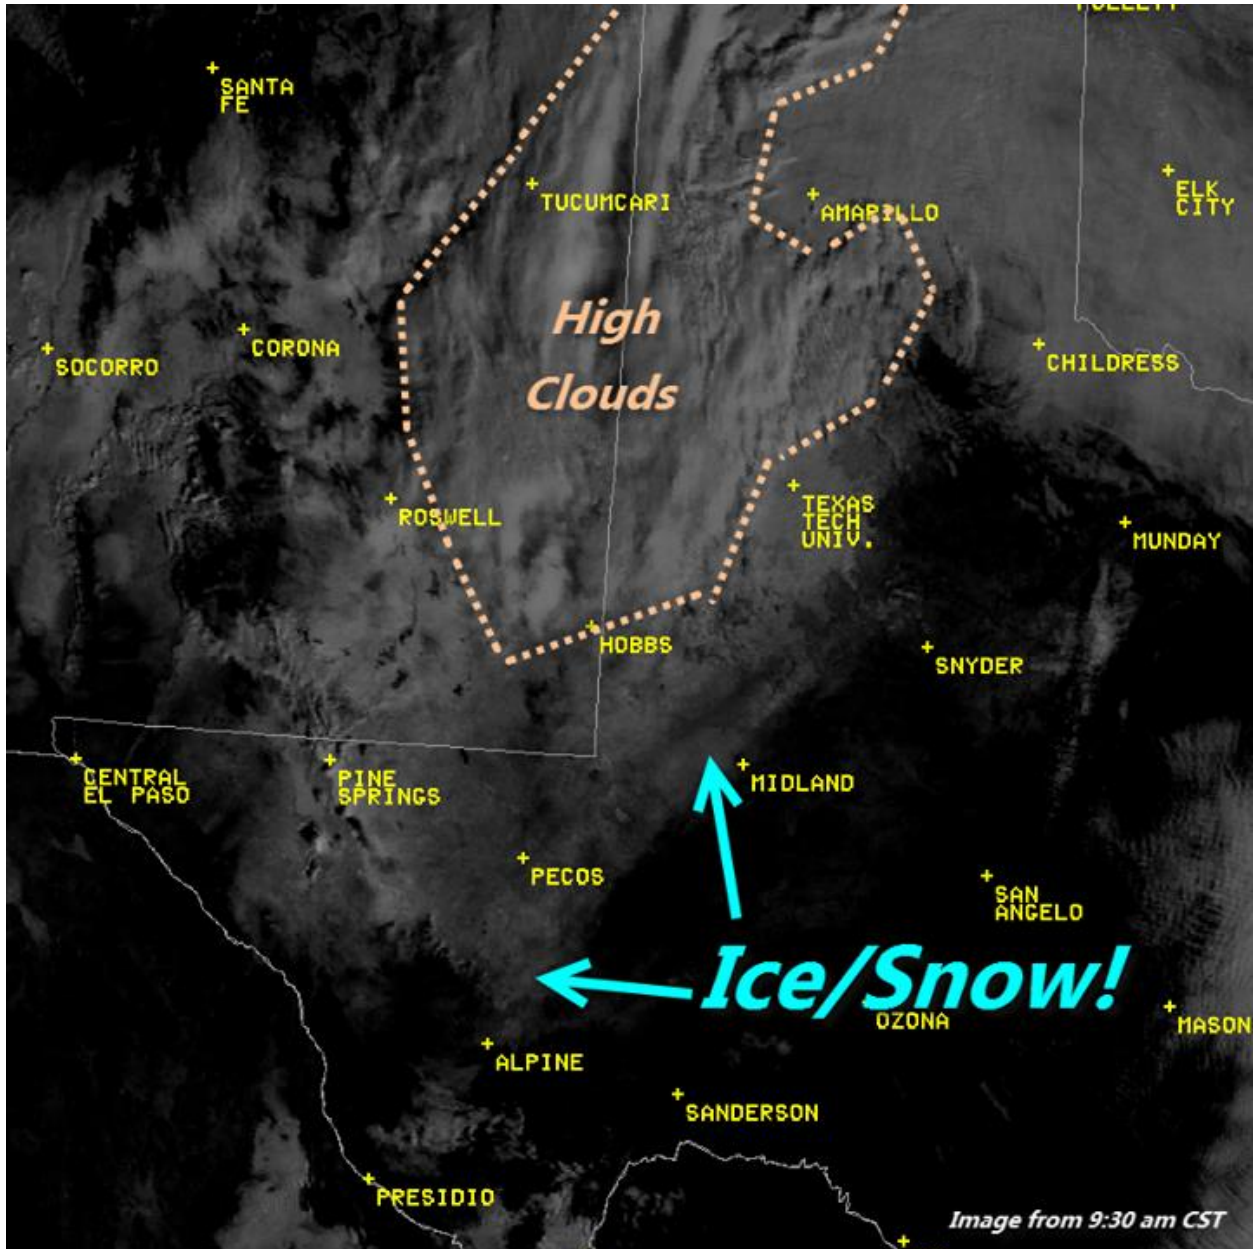 SANTA
FE
TUCUMCARI
AMARILLO
ELK
CITY
High
Clouds
CORONA
SOCORRO
CHILDRESS
ROSWELL
TEXAS
TECH
UNIV.
MUNDAY
HOBBS
SNYDER
CENTRAL
EL PASO
PINE
SPRINGS
MIDLAND
PECOS
SAN
ANGELO
Ice/Snow!
OZONA
MASON
ALPINE
SANDERSON
PRESIDIO
Image from 9:30 am CST